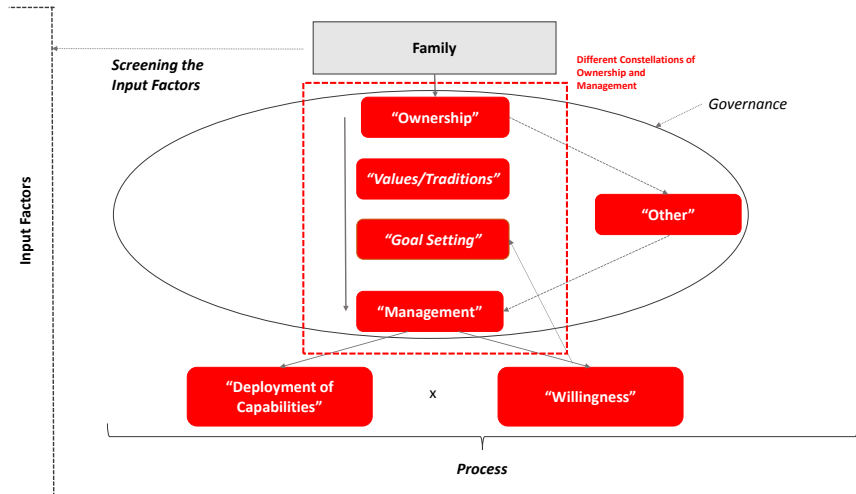 Family
Screening the
Input Factors
Different Constellations of
Ownership and
Management
Governance
“Ownership”
“Values/Traditions”
“Other”
“Goal Setting”
Input Factors
“Management”
“Deployment of
Capabilities”
x
“Willingness”
Process